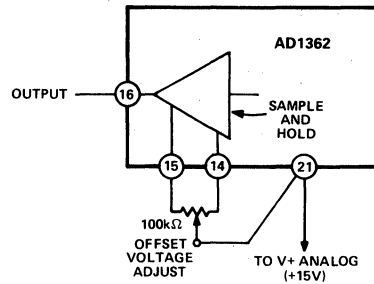 AD1362
OUTPUT
16
SAMPLE
AND
HOLD
15
14
21
100kΩ
OFFSET
VOLTAGE
ADJUST
TO V+ ANALOG
(+15V)